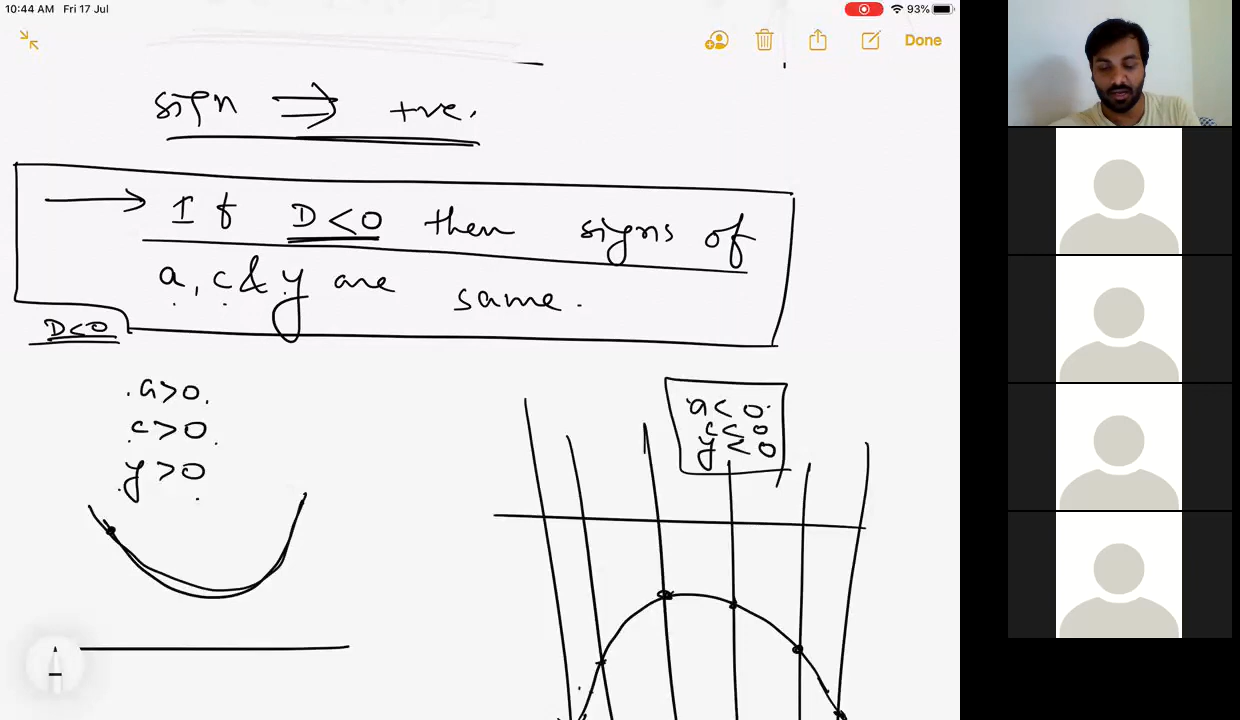 10:44 AM Fri 17 Jul
93%
Done
sign ⇒ +ve.
→ If D<0 then signs of
a, c & y are same.
D<0
a>0
c>0
y>0
a<0
c<0
y<0